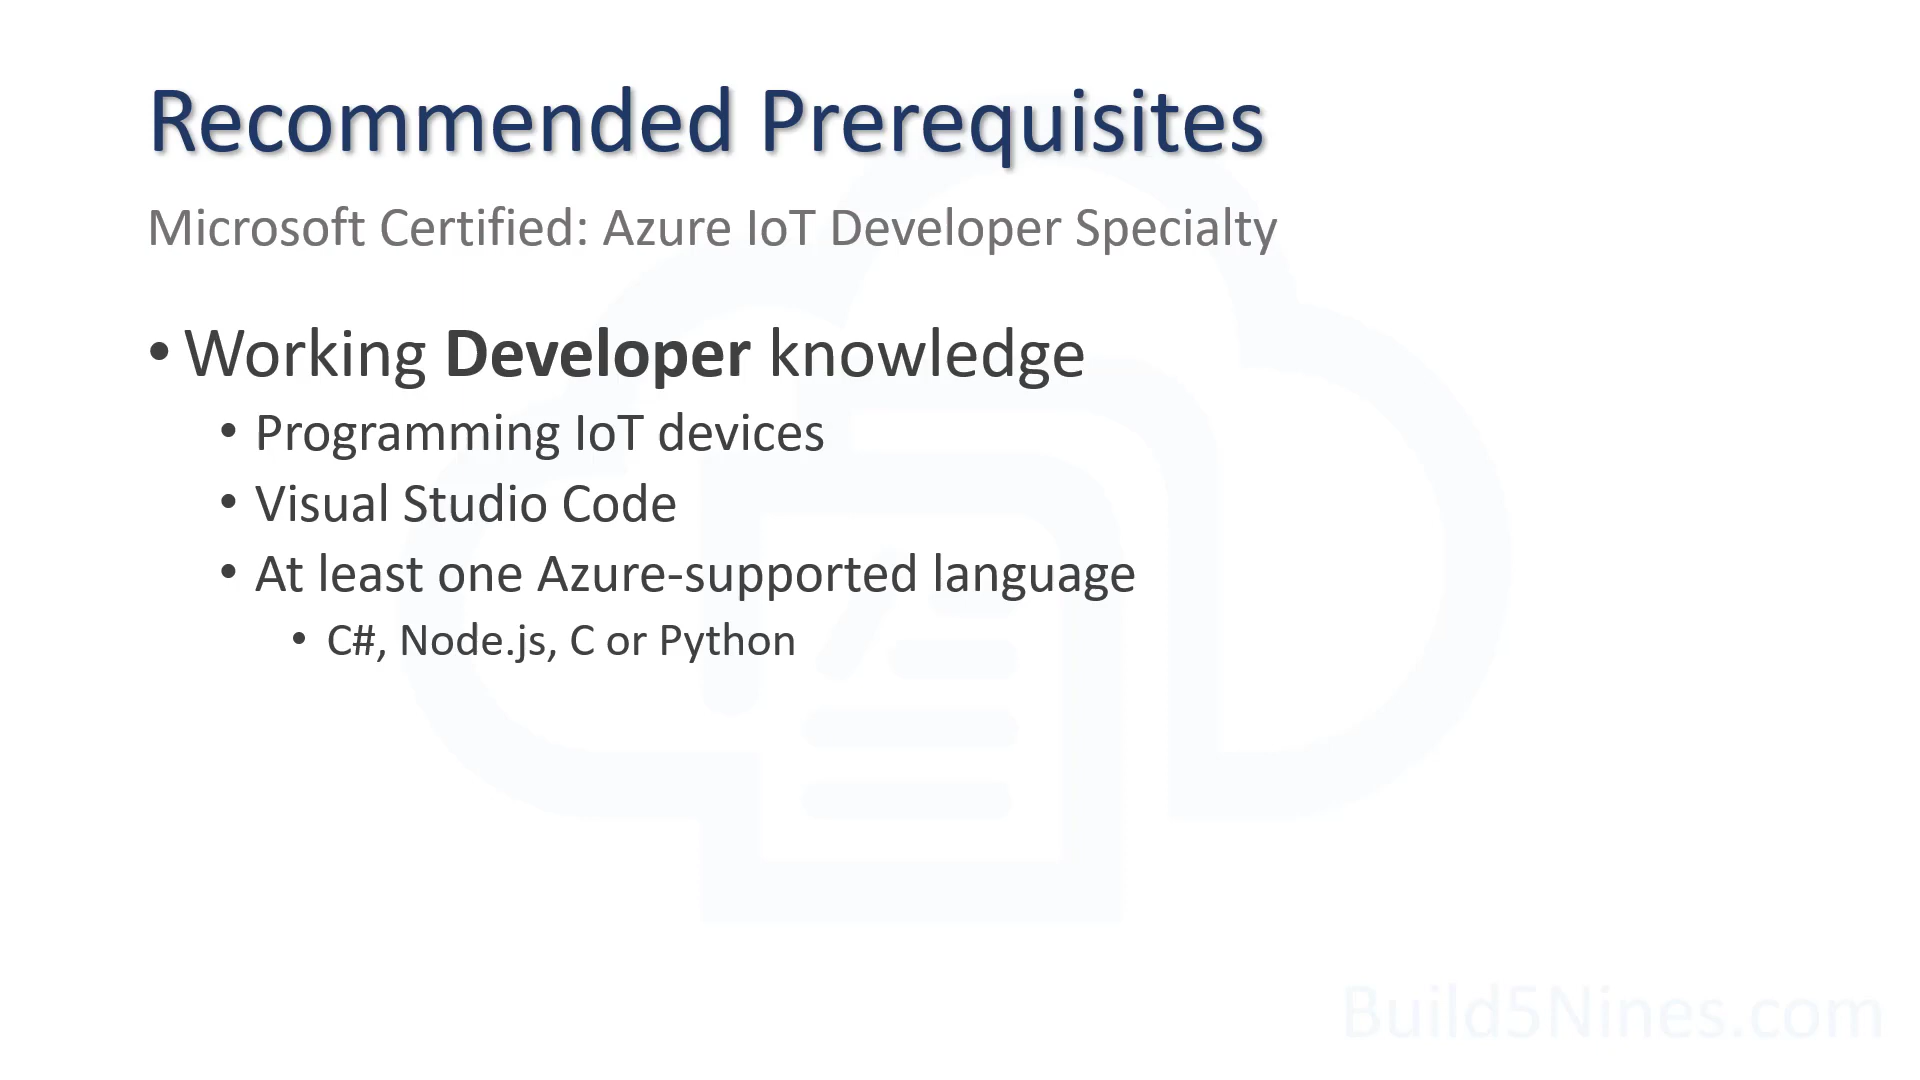 Recommended Prerequisites
Microsoft Certified: Azure IoT Developer Specialty
• Working Developer knowledge
• Programming IoT devices
• Visual Studio Code
• At least one Azure-supported language
• C#, Node.js, C or Python
Build5Nines.com